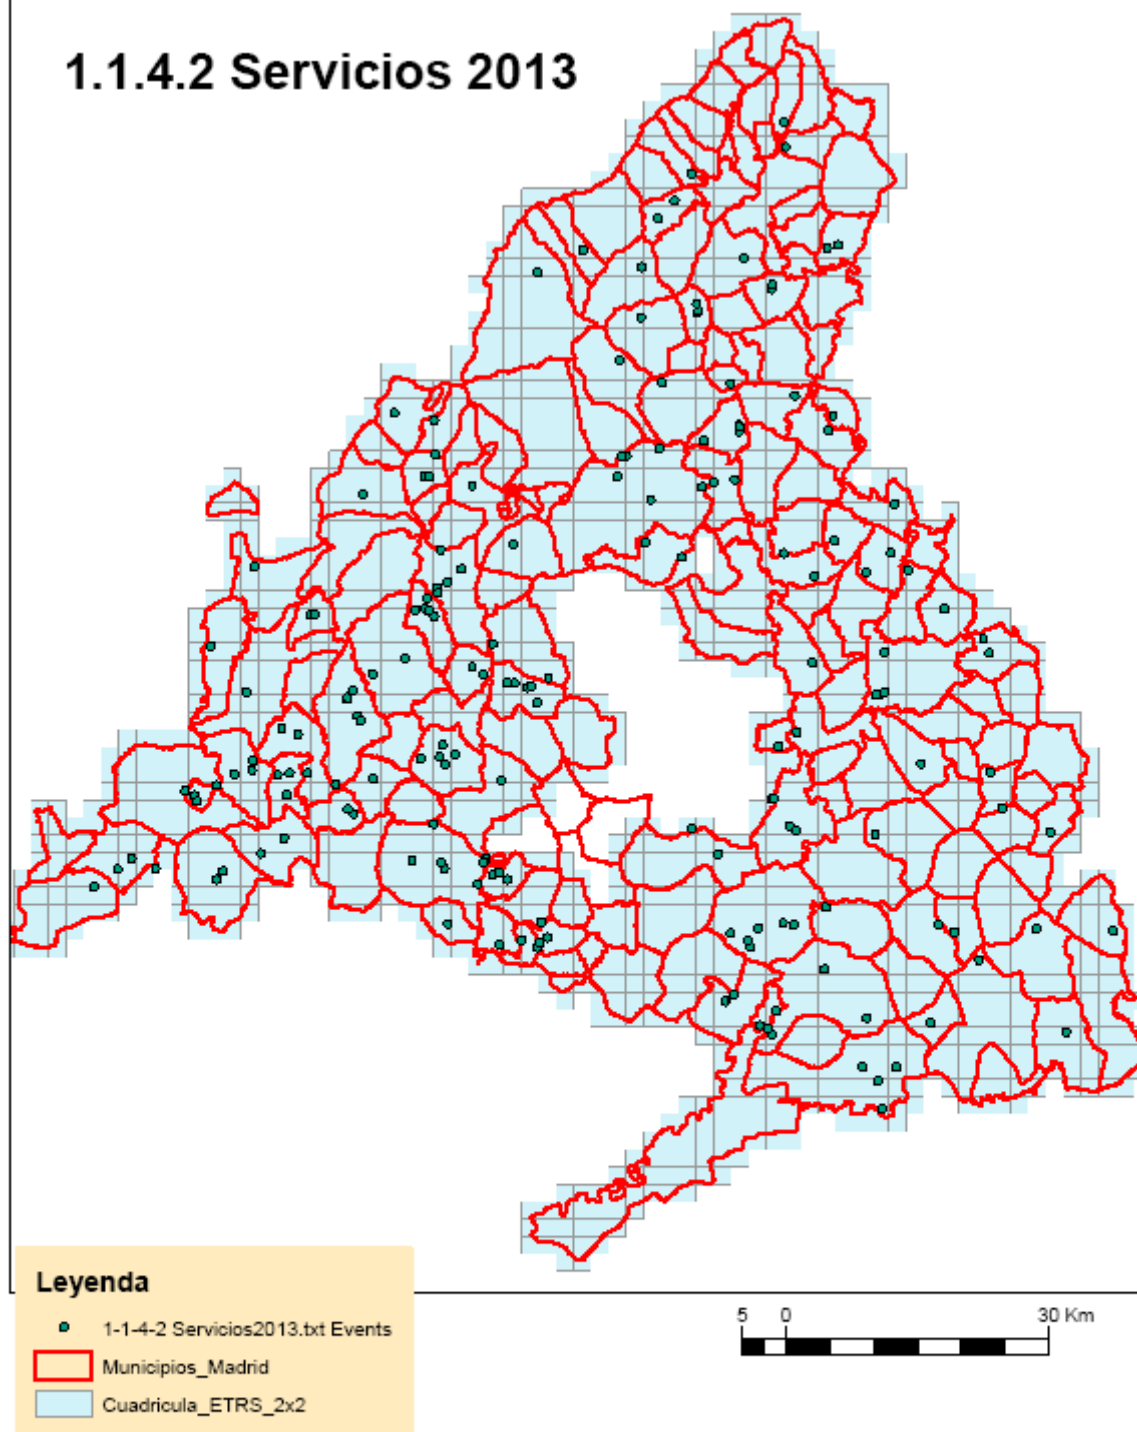 1.1.4.2 Servicios 2013
Leyenda
1-1-4-2 Servicios2013.txt Events
Municipios_Madrid
Cuadricula_ETRS_2x2
5 0 30 Km